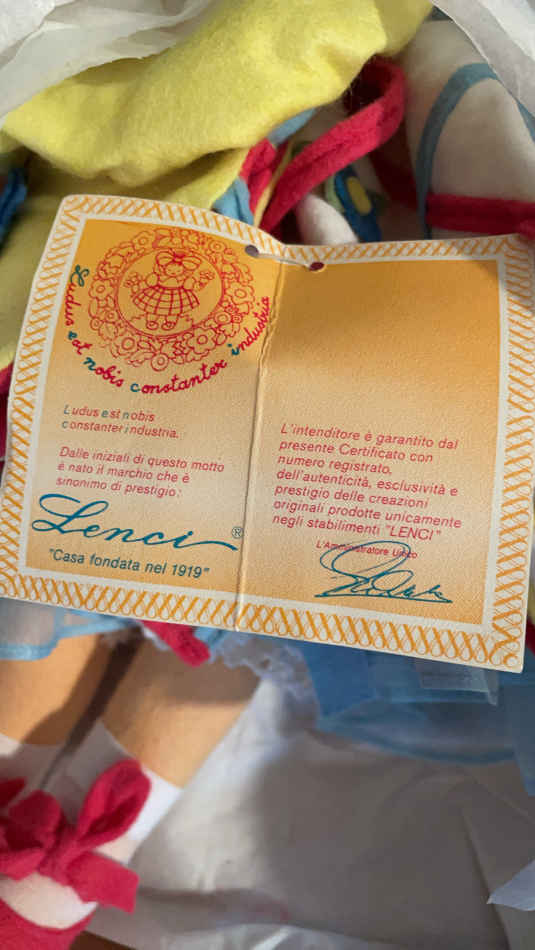 Ludus est nobis constanter industria
Ludus est nobis
constanter industria.
Dalle iniziali di questo motto
è nato il marchio che è
sinonimo di prestigio:
Lenci ®
"Casa fondata nel 1919"
L'intenditore è garantito dal
presente Certificato con
numero registrato,
dell'autenticità, esclusività e
prestigio delle creazioni
originali prodotte unicamente
negli stabilimenti "LENCI"
L'Amministratore Unico